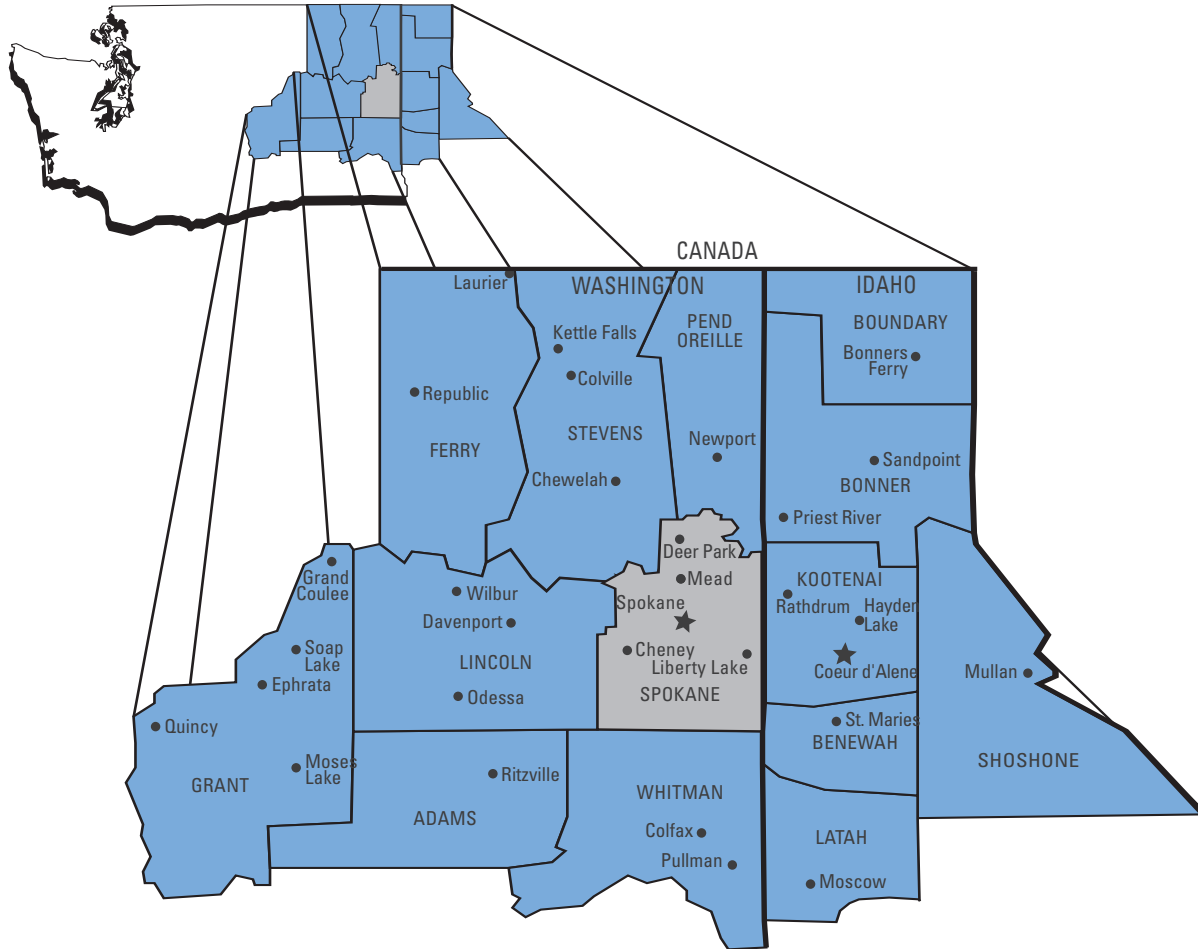 CANADA
WASHINGTON
IDAHO
Laurier
PEND
OREILLE
BOUNDARY
Kettle Falls
Bonners
Ferry
Colville
Republic
STEVENS
Newport
FERRY
Sandpoint
Chewelah
BONNER
Priest River
Deer Park
Grand
Coulee
Mead
KOOTENAI
Wilbur
Spokane
Rathdrum
Hayder
Lake
Davenport
Soap
Lake
Cheney
LINCOLN
Liberty Lake
Coeur d'Alene
Mullan
Ephrata
Odessa
SPOKANE
Quincy
St. Maries
BENEWAH
Moses
Lake
SHOSHONE
Ritzville
GRANT
WHITMAN
ADAMS
Colfax
LATAH
Pullman
Moscow